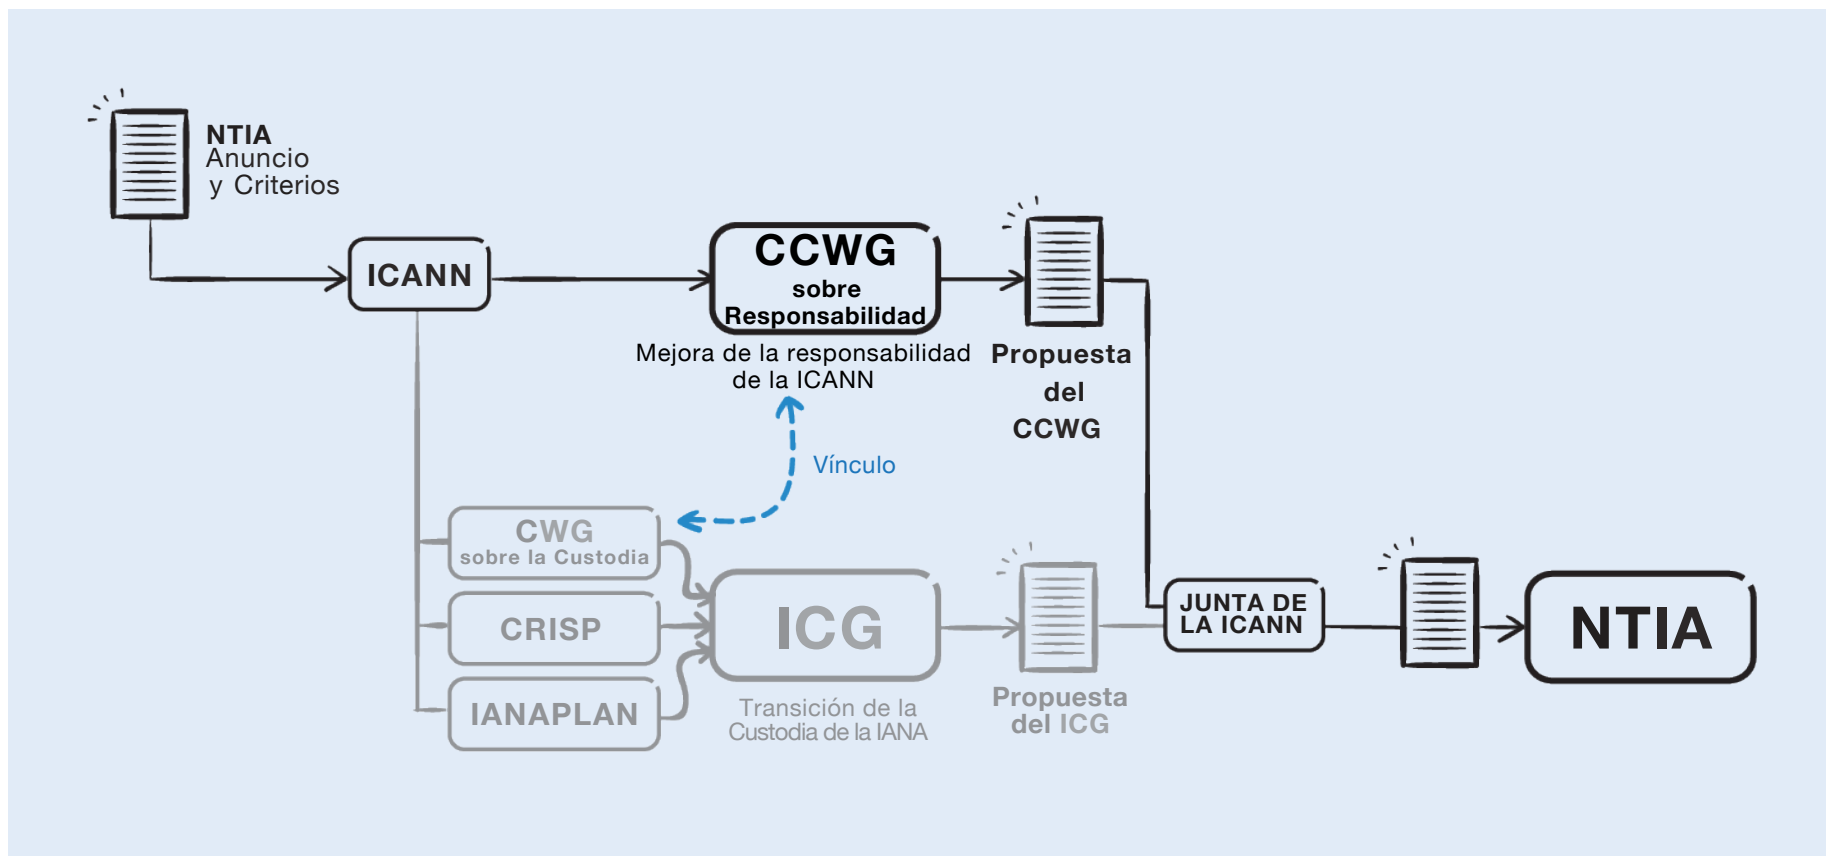 NTIA
Anuncio
y Criterios
ICANN
CCWG
sobre
Responsabilidad
Mejora de la responsabilidad
de la ICANN
Propuesta
del
CCWG
Vínculo
CWG
sobre la Custodia
CRISP
IANAPLAN
ICG
Transición de la
Custodia de la IANA
Propuesta
del ICG
JUNTA DE
LA ICANN
NTIA